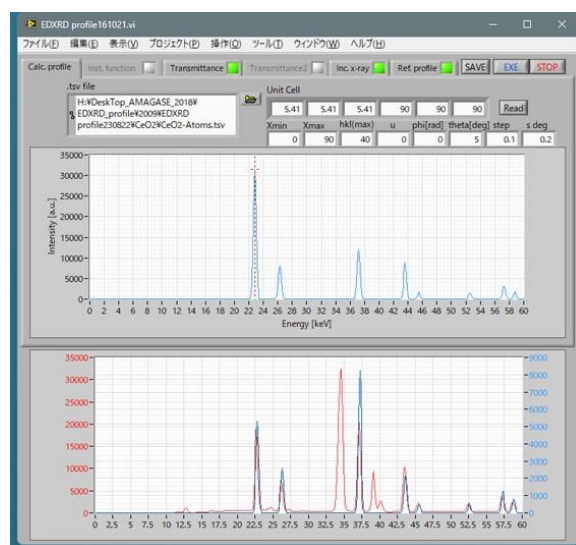 EDXRD profile161021.vi
ファイル(F) 編集(E) 表示(V) プロジェクト(P) 操作(O) ツール(T) ウィンドウ(W) ヘルプ(H)
Calc. profile Inst. function Transmittance Transmittance2 Inc. x-ray Ref. profile SAVE EXE STOP
.tsv file
H:¥DeskTop_AMAGASE_2018¥
EDXRD_profile¥2009¥EDXRD
profile230822¥CeO2¥CeO2-Atoms.tsv
Unit Cell
5.41 5.41 5.41 90 90 90 Read
Xmin Xmax hkl(max) u phi[rad] theta[deg] step s deg
0 90 40 0 0 5 0.1 0.2
35000
30000
25000
20000
15000
10000
5000
0
Intensity [a.u.]
0 2 4 6 8 10 12 14 16 18 20 22 24 26 28 30 32 34 36 38 40 42 44 46 48 50 52 54 56 58 60
Energy [keV]
35000 9000
30000 8000
7000
25000
6000
20000 5000
15000 4000
3000
10000
2000
5000
1000
0 0
0 2.5 5 7.5 10 12.5 15 17.5 20 22.5 25 27.5 30 32.5 35 37.5 40 42.5 45 47.5 50 52.5 55 57.5 60